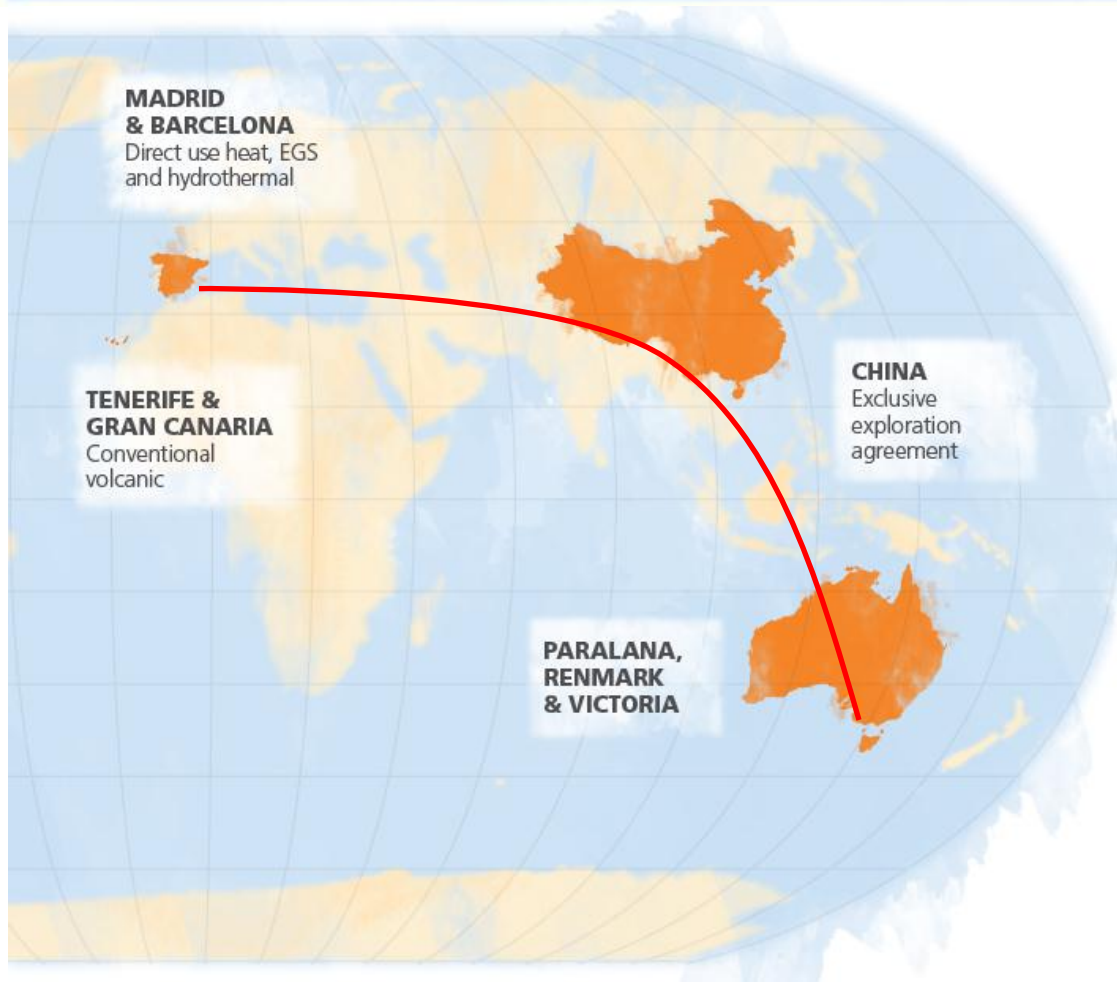 MADRID
& BARCELONA
Direct use heat, EGS
and hydrothermal
TENERIFE &
GRAN CANARIA
Conventional
volcanic
CHINA
Exclusive
exploration
agreement
PARALANA,
RENMARK
& VICTORIA